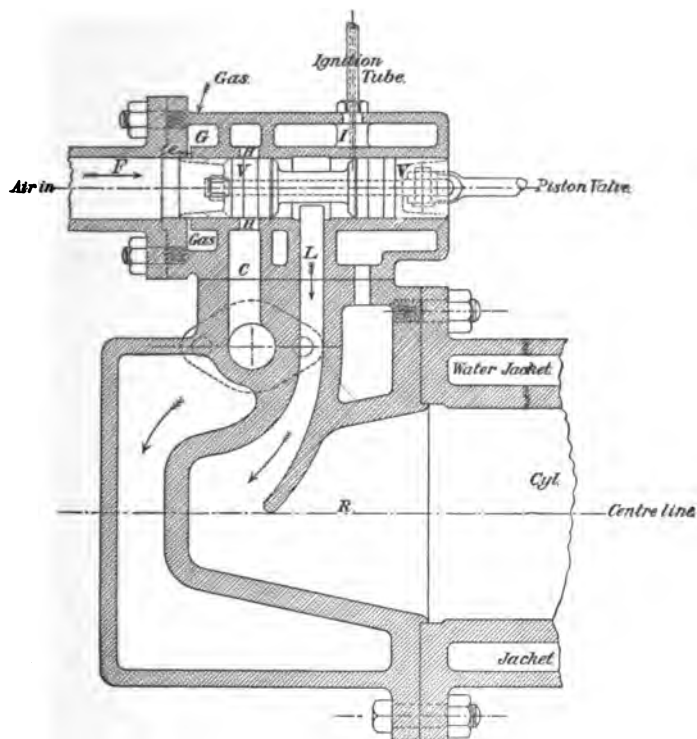 Ignition
Tube.
Gas.
G
I
H
e
F
V
V
Air in
Piston Valve.
H
Gas
C
L
Water Jacket.
Cyl.
R
Centre line.
Jacket.